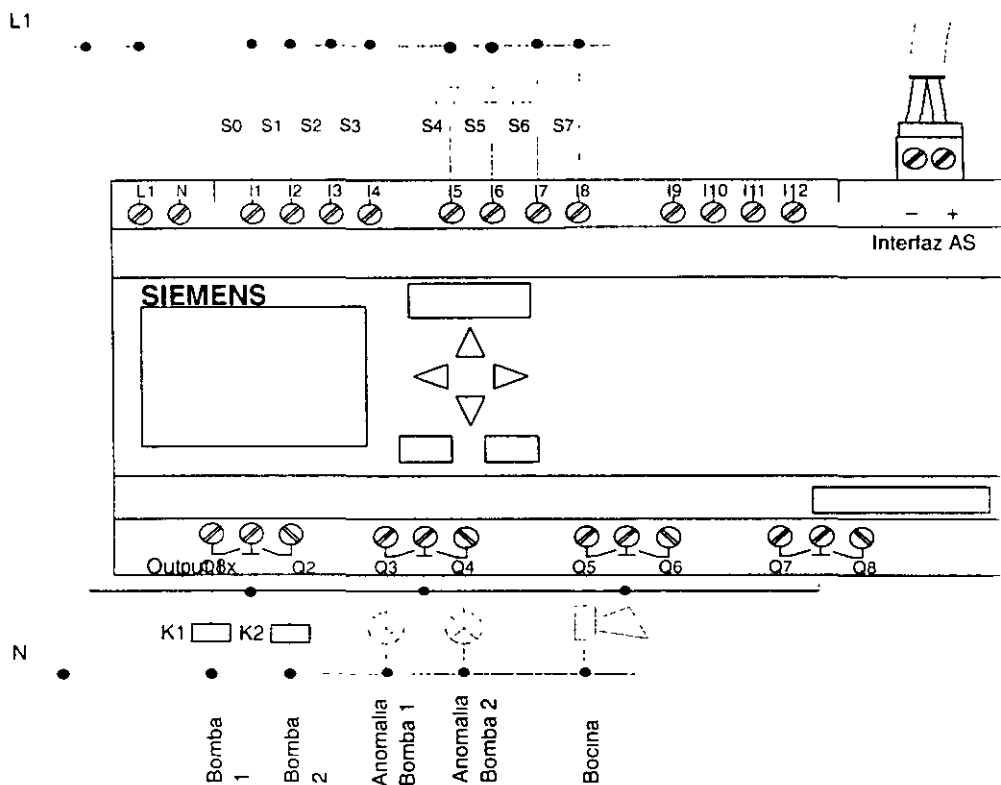 L1
S0 S1 S2 S3 S4 S5 S6 S7
L1 N I1 I2 I3 I4 I5 I6 I7 I8 I9 I10 I11 I12
− +
Interfaz AS
SIEMENS
Output 8x Q2 Q3 Q4 Q5 Q6 Q7 Q8
K1 K2
N
Bomba 1
Bomba 2
Anomalia
Bomba 1
Anomalia
Bomba 2
Bocina